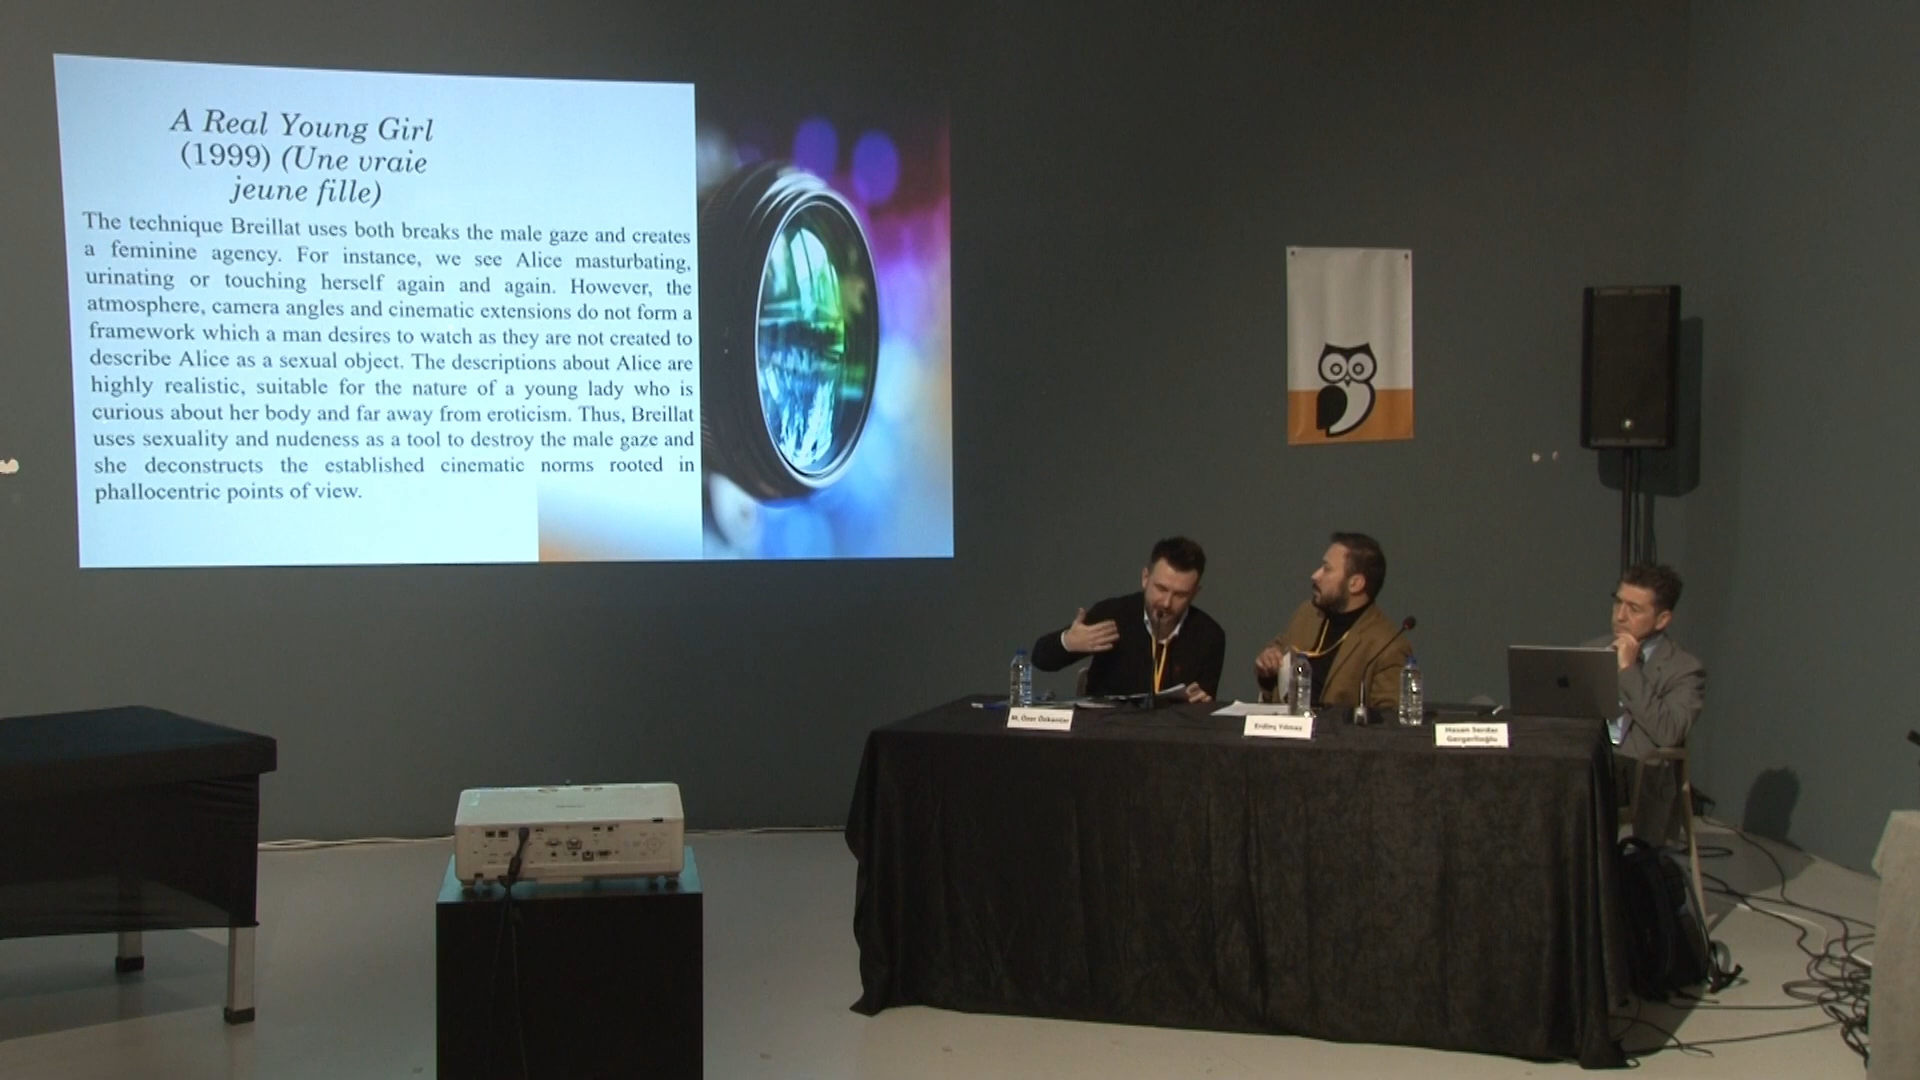 A Real Young Girl
(1999) (Une vraie
jeune fille)
The technique Breillat uses both breaks the male gaze and creates
a feminine agency. For instance, we see Alice masturbating,
urinating or touching herself again and again. However, the
atmosphere, camera angles and cinematic extensions do not form a
framework which a man desires to watch as they are not created to
describe Alice as a sexual object. The descriptions about Alice are
highly realistic, suitable for the nature of a young lady who is
curious about her body and far away from eroticism. Thus, Breillat
uses sexuality and nudeness as a tool to destroy the male gaze and
she deconstructs the established cinematic norms rooted in
phallocentric points of view.
M. Özer Özkantar
Erdinç Yılmaz
Hasan Serdar
Gergerlioğlu